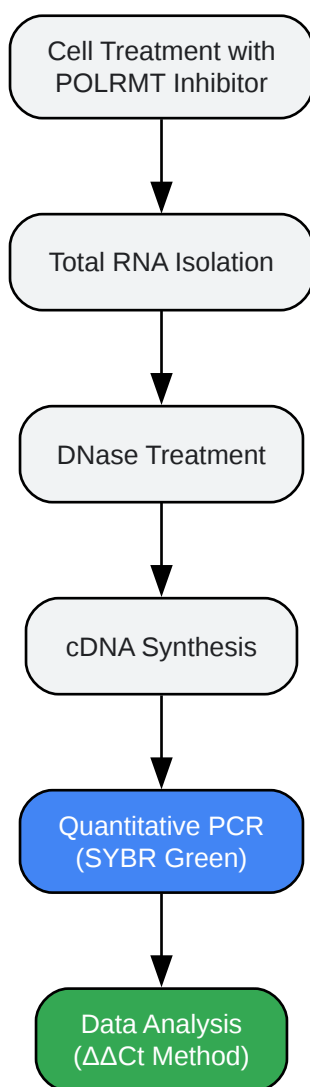 Cell Treatment with
POLRMT Inhibitor
Total RNA Isolation
DNase Treatment
cDNA Synthesis
Quantitative PCR
(SYBR Green)
Data Analysis
(ΔΔCt Method)